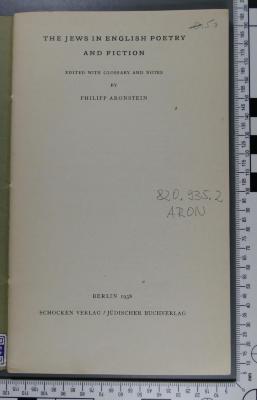 THE JEWS IN ENGLISH POETRY
AND FICTION
EDITED WITH GLOSSARY AND NOTES
BY
PHILIPP ARONSTEIN
820.935.2
ARON
BERLIN 1938
SCHOCKEN VERLAG / JÜDISCHER BUCHVERLAG